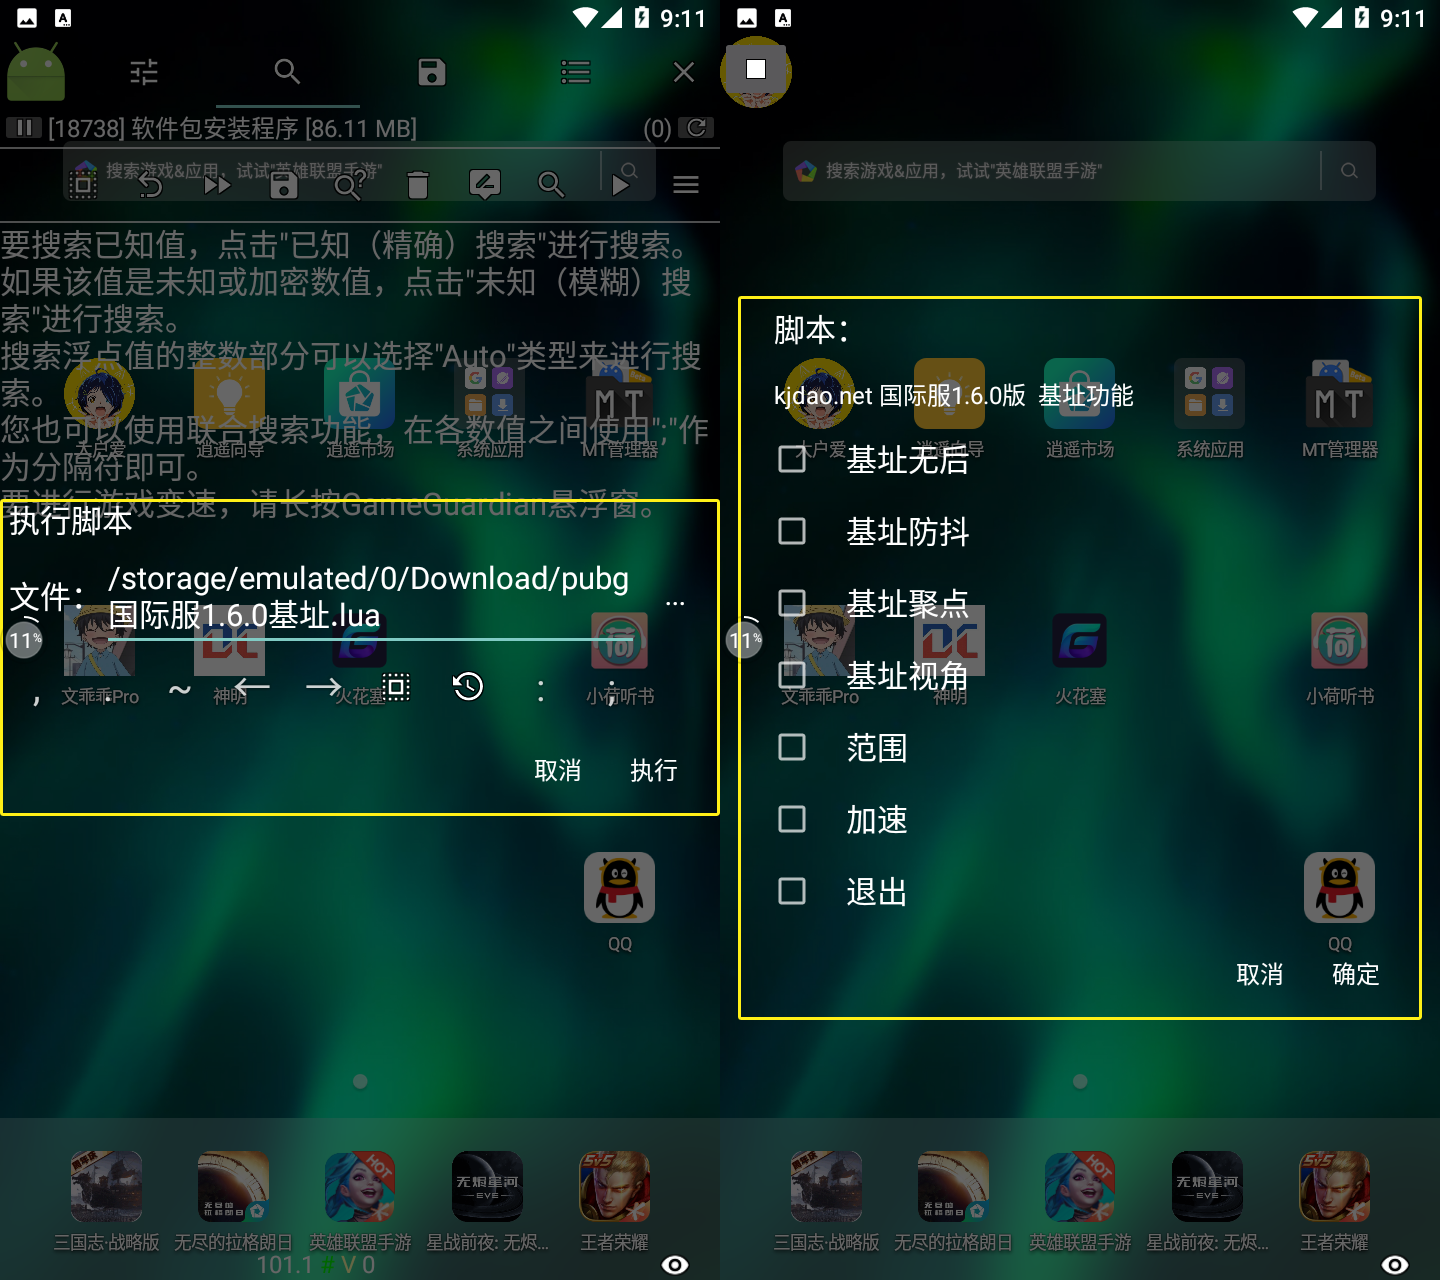 9:11
[18738] 软件包安装程序 [86.11 MB]
(0)
搜索游戏&应用，试试"英雄联盟手游"
要搜索已知值，点击"已知（精确）搜索"进行搜索。
如果该值是未知或加密数值，点击"未知（模糊）搜
索"进行搜索。
搜索浮点值的整数部分可以选择"Auto"类型来进行搜
索。
您也可以使用联合搜索功能，在各数值之间使用";"作
为分隔符即可。
要进行游戏变速，请长按GameGuardian悬浮窗。
大户爱
逍遥向导
逍遥市场
系统应用
MT管理器
执行脚本
文件：
/storage/emulated/0/Download/pubg
国际服1.6.0基址.lua
...
11%
, . ~ ← → : ;
文乖乖Pro
神明
火花塞
小荷听书
取消
执行
QQ
三国志·战略版
无尽的拉格朗日
英雄联盟手游
星战前夜: 无烬...
王者荣耀
101.1 # V 0
9:11
搜索游戏&应用，试试"英雄联盟手游"
脚本：
kjdao.net 国际服1.6.0版 基址功能
大户爱
逍遥向导
逍遥市场
系统应用
MT管理器
基址无后
基址防抖
基址聚点
11%
基址视角
文乖乖Pro
神明
火花塞
小荷听书
范围
加速
退出
QQ
取消
确定
三国志·战略版
无尽的拉格朗日
英雄联盟手游
星战前夜: 无烬...
王者荣耀